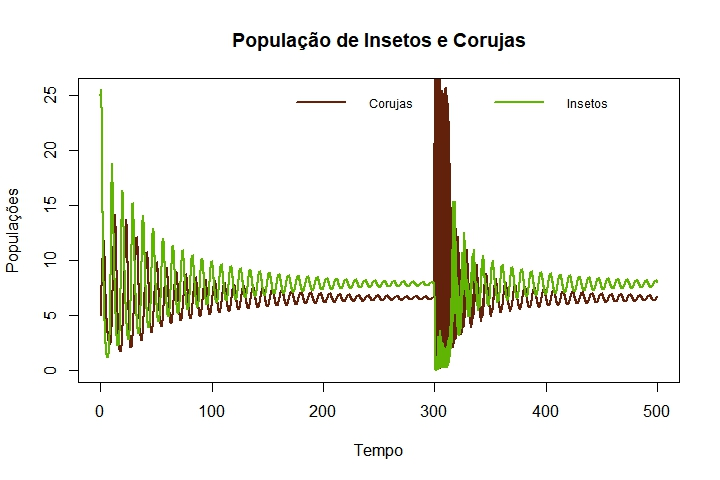 População de Insetos e Corujas
Corujas
Insetos
Populações
25
20
15
10
5
0
0 100 200 300 400 500
Tempo